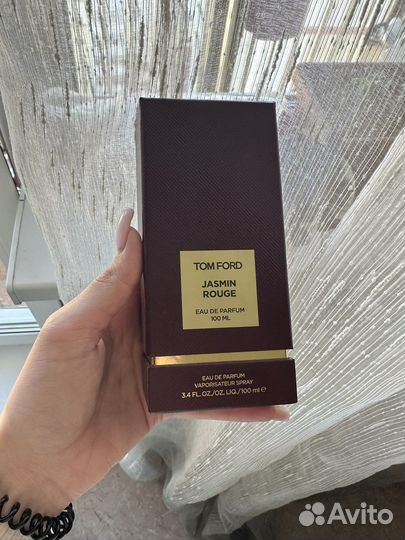 TOM FORD
JASMIN
ROUGE
EAU DE PARFUM
100 ML
EAU DE PARFUM
VAPORISATEUR SPRAY
3.4 FL. OZ./OZ. LIQ./100 ml ℮
Avito